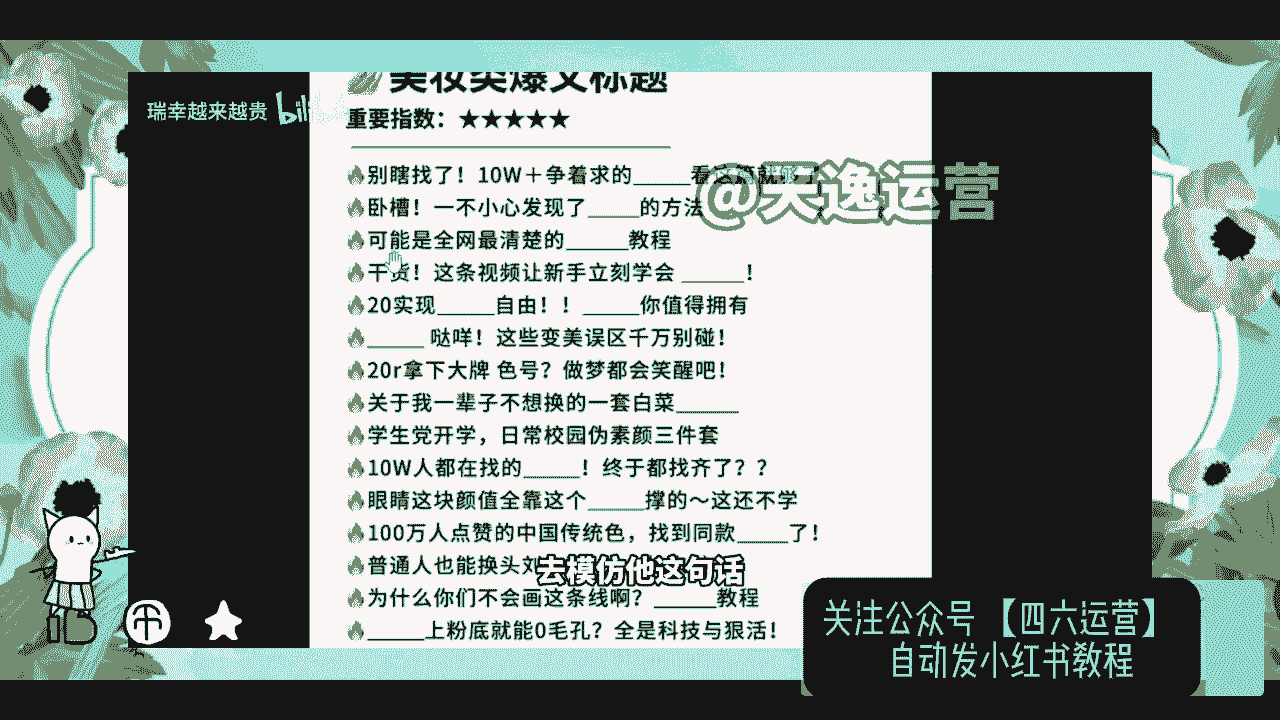 美妆类爆文标题
瑞幸越来越贵 bili
重要指数：★★★★★
别瞎找了！10W＋争着求的_____看这篇就够了
@天逸运营
卧槽！一不小心发现了_____的方法
可能是全网最清楚的______教程
干货！这条视频让新手立刻学会 ______！
20实现_____自由！！_____你值得拥有
_____ 哒咩！这些变美误区千万别碰！
20r拿下大牌 色号？做梦都会笑醒吧！
关于我一辈子不想换的一套白菜______
学生党开学，日常校园伪素颜三件套
10W人都在找的_____！终于都找齐了？？
眼睛这块颜值全靠这个_____撑的～这还不学
100万人点赞的中国传统色，找到同款_____了！
普通人也能换头
去模仿他这句话
为什么你们不会画这条线啊？______教程
_____上粉底就能0毛孔？全是科技与狠活！
关注公众号 【四六运营】
自动发小红书教程